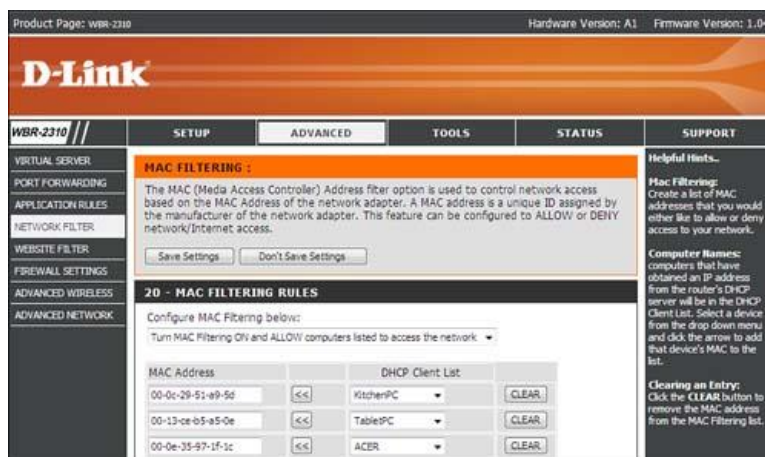 Product Page: WBR-2310 Hardware Version: A1 Firmware Version: 1.04
D-Link
WBR-2310 // SETUP ADVANCED TOOLS STATUS SUPPORT
VIRTUAL SERVER
PORT FORWARDING
APPLICATION RULES
NETWORK FILTER
WEBSITE FILTER
FIREWALL SETTINGS
ADVANCED WIRELESS
ADVANCED NETWORK
MAC FILTERING :
The MAC (Media Access Controller) Address filter option is used to control network access
based on the MAC Address of the network adapter. A MAC address is a unique ID assigned by
the manufacturer of the network adapter. This feature can be configured to ALLOW or DENY
network/Internet access.
Save Settings Don't Save Settings
20 - MAC FILTERING RULES
Configure MAC Filtering below:
Turn MAC Filtering ON and ALLOW computers listed to access the network
MAC Address DHCP Client List
00-0c-29-51-a9-5d << KitchenPC CLEAR
00-13-ce-b5-a5-0e << TabletPC CLEAR
00-0e-35-97-1f-1c << ACER CLEAR
Helpful Hints..
Mac Filtering:
Create a list of MAC
addresses that you would
either like to allow or deny
access to your network.
Computer Names:
computers that have
obtained an IP address
from the router's DHCP
server will be in the DHCP
Client List. Select a device
from the drop down menu
and click the arrow to add
that device's MAC to the
list.
Clearing an Entry:
Click the CLEAR button to
remove the MAC address
from the MAC Filtering list.